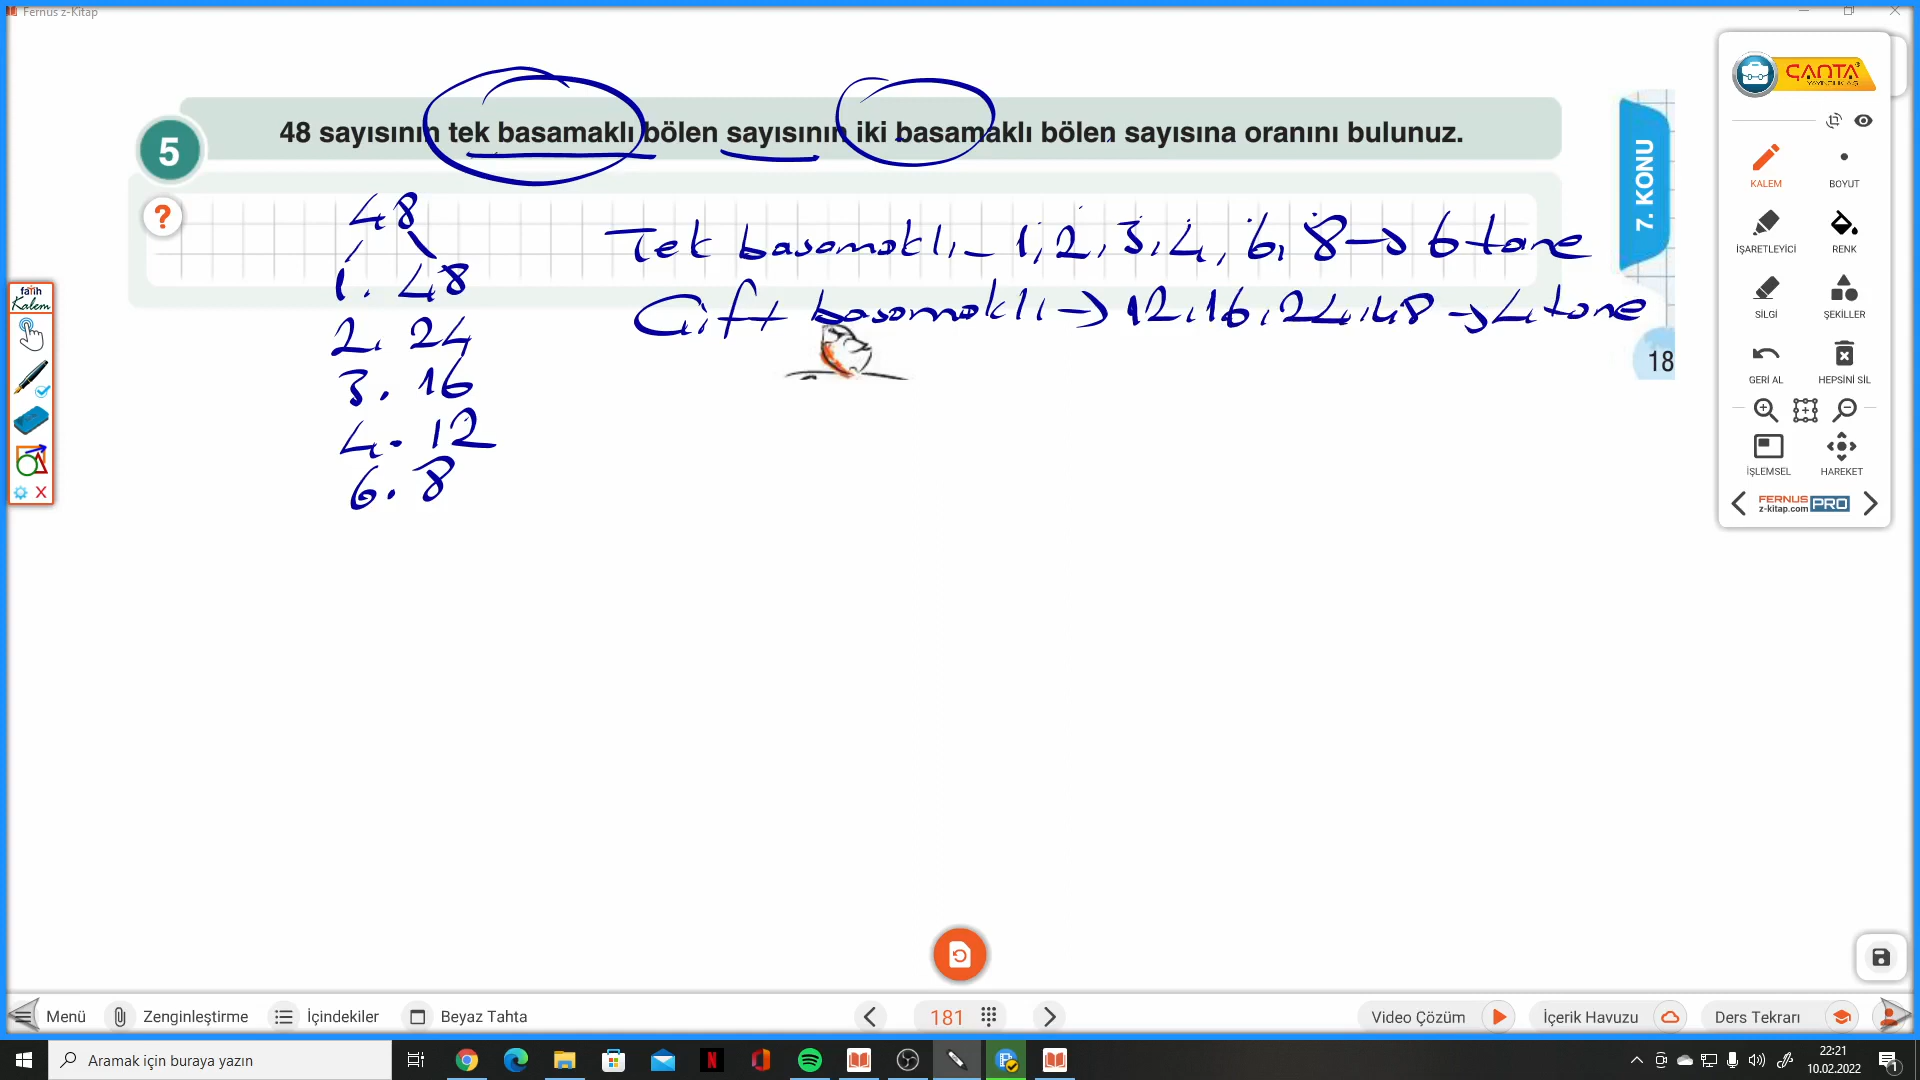 Fernus z-Kitap
5
48 sayısının tek basamaklı bölen sayısının iki basamaklı bölen sayısına oranını bulunuz.
7. KONU
?
48
1. 48
2. 24
3. 16
4. 12
6. 8
Tek basamaklı – 1, 2, 3, 4, 6, 8 → 6 tane
Çift basamaklı → 12, 16, 24, 48 → 4 tane
18
fatih
Kalem
ÇANTA
YAYINCILIK A.Ş.
KALEM
BOYUT
İŞARETLEYİCİ
RENK
SİLGİ
ŞEKİLLER
GERİ AL
HEPSİNİ SİL
İŞLEMSEL
HAREKET
FERNUS PRO
z-kitap.com
Menü
Zenginleştirme
İçindekiler
Beyaz Tahta
181
Video Çözüm
İçerik Havuzu
Ders Tekrarı
Aramak için buraya yazın
22:21
10.02.2022
1